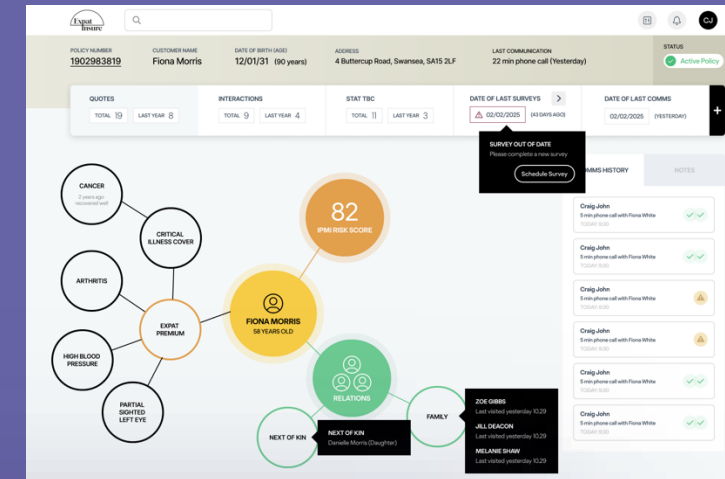 Expat
Insure
CJ
POLICY NUMBER
1902983819
CUSTOMER NAME
Fiona Morris
DATE OF BIRTH (AGE)
12/01/31 (90 years)
ADDRESS
4 Buttercup Road, Swansea, SA15 2LF
LAST COMMUNICATION
22 min phone call (Yesterday)
STATUS
Active Policy
QUOTES
TOTAL 19 LAST YEAR 8
INTERACTIONS
TOTAL 9 LAST YEAR 4
STAT TBC
TOTAL 11 LAST YEAR 3
DATE OF LAST SURVEYS >
02/02/2025 (43 DAYS AGO)
DATE OF LAST COMMS
02/02/2025 (YESTERDAY)
+
SURVEY OUT OF DATE
Please complete a new survey
Schedule Survey
CANCER
2 years ago
recovered well
CRITICAL
ILLNESS COVER
ARTHRITIS
EXPAT
PREMIUM
HIGH BLOOD
PRESSURE
PARTIAL
SIGHTED
LEFT EYE
82
IPMI RISK SCORE
FIONA MORRIS
58 YEARS OLD
RELATIONS
NEXT OF KIN
NEXT OF KIN
Danielle Morris (Daughter)
FAMILY
ZOE GIBBS
Last visited yesterday 10.29
JILL DEACON
Last visited yesterday 10.29
MELANIE SHAW
Last visited yesterday 10.29
OMMS HISTORY
NOTES
Craig John
5 min phone call with Fiona White
TODAY 9.30
Craig John
5 min phone call with Fiona White
TODAY 9.30
Craig John
5 min phone call with Fiona White
TODAY 9.30
Craig John
5 min phone call with Fiona White
TODAY 9.30
Craig John
5 min phone call with Fiona White
TODAY 9.30
Craig John
5 min phone call with Fiona White
TODAY 9.30